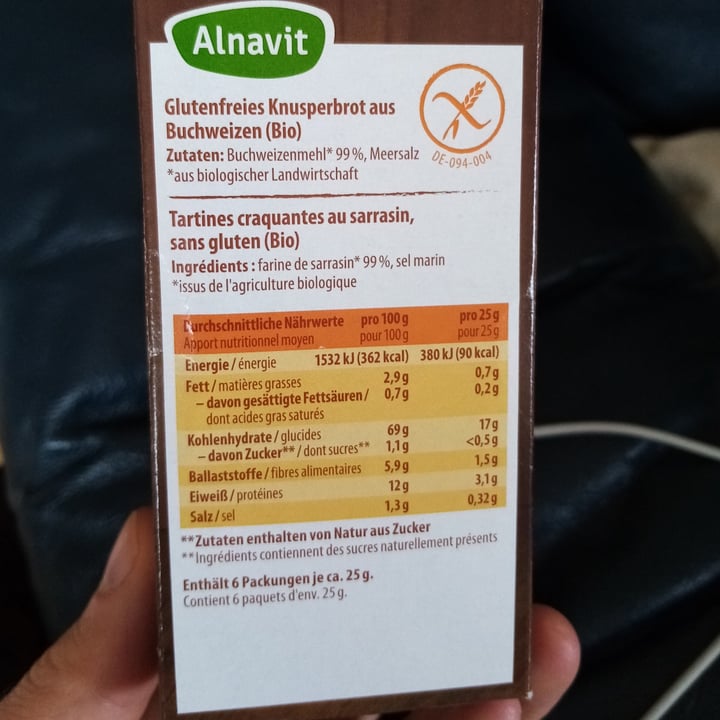 Alnavit
Glutenfreies Knusperbrot aus
Buchweizen (Bio)
Zutaten: Buchweizenmehl* 99 %, Meersalz
*aus biologischer Landwirtschaft
DE-094-004
Tartines craquantes au sarrasin,
sans gluten (Bio)
Ingrédients : farine de sarrasin* 99 %, sel marin
*issus de l'agriculture biologique
Durchschnittliche Nährwerte pro 100 g pro 25 g
Apport nutritionnel moyen pour 100 g pour 25 g
Energie / énergie 1532 kJ (362 kcal) 380 kJ (90 kcal)
Fett / matières grasses 2,9 g 0,7 g
– davon gesättigte Fettsäuren / 0,7 g 0,2 g
dont acides gras saturés
Kohlenhydrate / glucides 69 g 17 g
– davon Zucker** / dont sucres** 1,1 g <0,5 g
Ballaststoffe / fibres alimentaires 5,9 g 1,5 g
Eiweiß / protéines 12 g 3,1 g
Salz / sel 1,3 g 0,32 g
**Zutaten enthalten von Natur aus Zucker
**Ingrédients contiennent des sucres naturellement présents
Enthält 6 Packungen je ca. 25 g.
Contient 6 paquets d'env. 25 g.